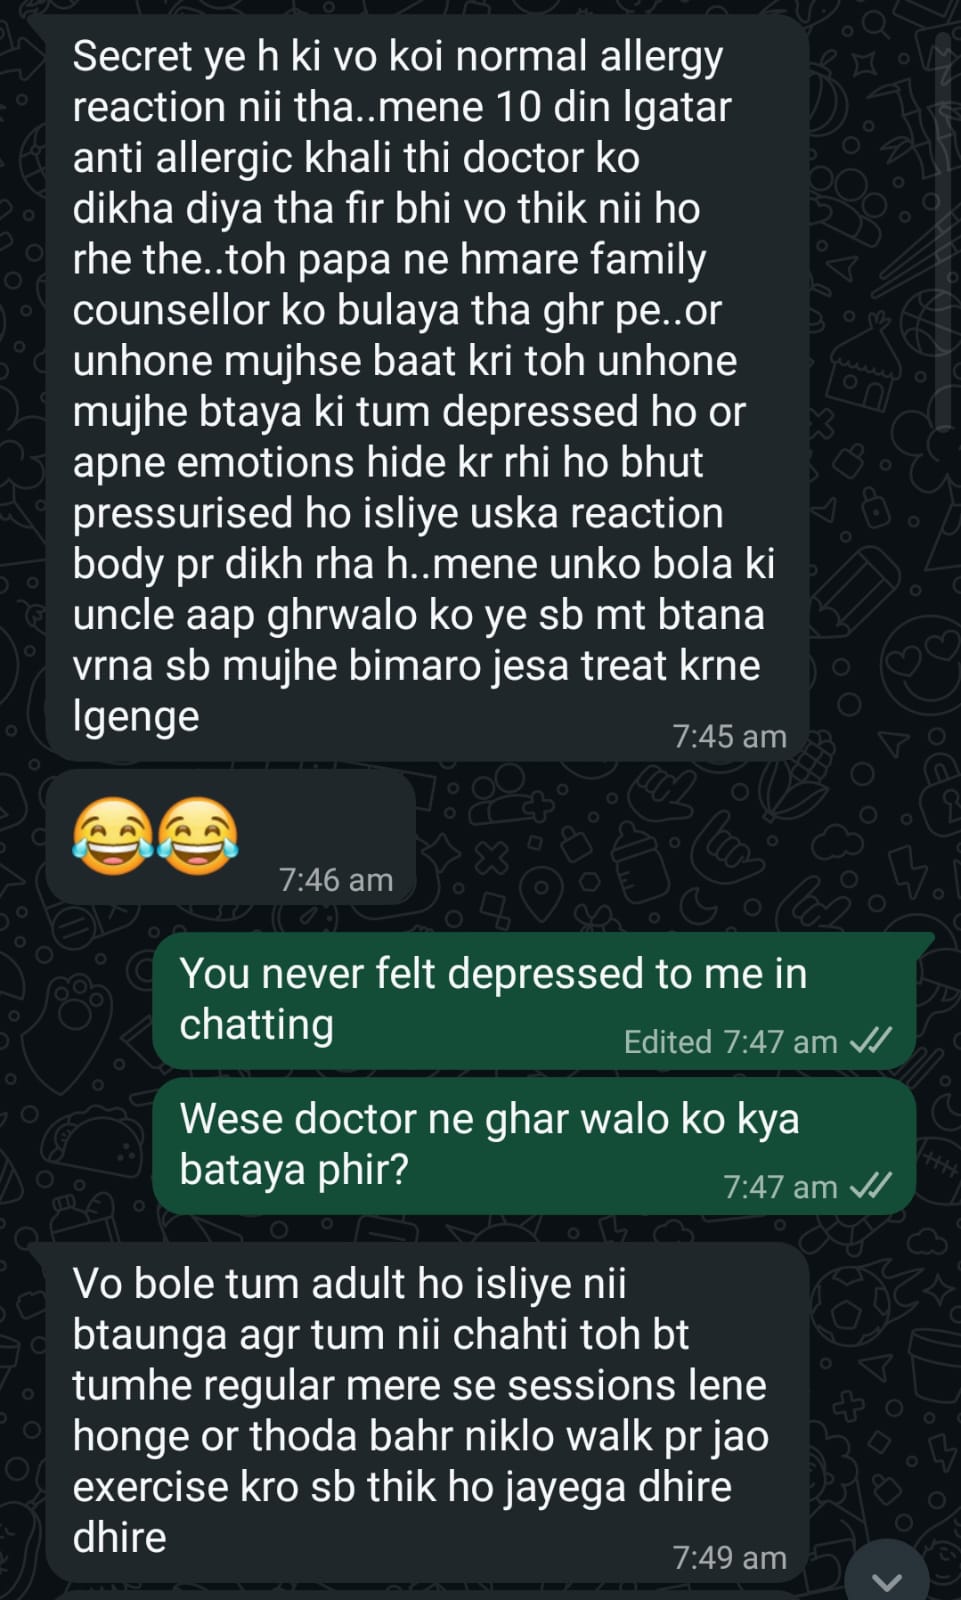 Secret ye h ki vo koi normal allergy
reaction nii tha..mene 10 din lgatar
anti allergic khali thi doctor ko
dikha diya tha fir bhi vo thik nii ho
rhe the..toh papa ne hmare family
counsellor ko bulaya tha ghr pe..or
unhone mujhse baat kri toh unhone
mujhe btaya ki tum depressed ho or
apne emotions hide kr rhi ho bhut
pressurised ho isliye uska reaction
body pr dikh rha h..mene unko bola ki
uncle aap ghrwalo ko ye sb mt btana
vrna sb mujhe bimaro jesa treat krne
lgenge
7:45 am
😂😂
7:46 am
You never felt depressed to me in
chatting
Edited 7:47 am
Wese doctor ne ghar walo ko kya
bataya phir?
7:47 am
Vo bole tum adult ho isliye nii
btaunga agr tum nii chahti toh bt
tumhe regular mere se sessions lene
honge or thoda bahr niklo walk pr jao
exercise kro sb thik ho jayega dhire
dhire
7:49 am